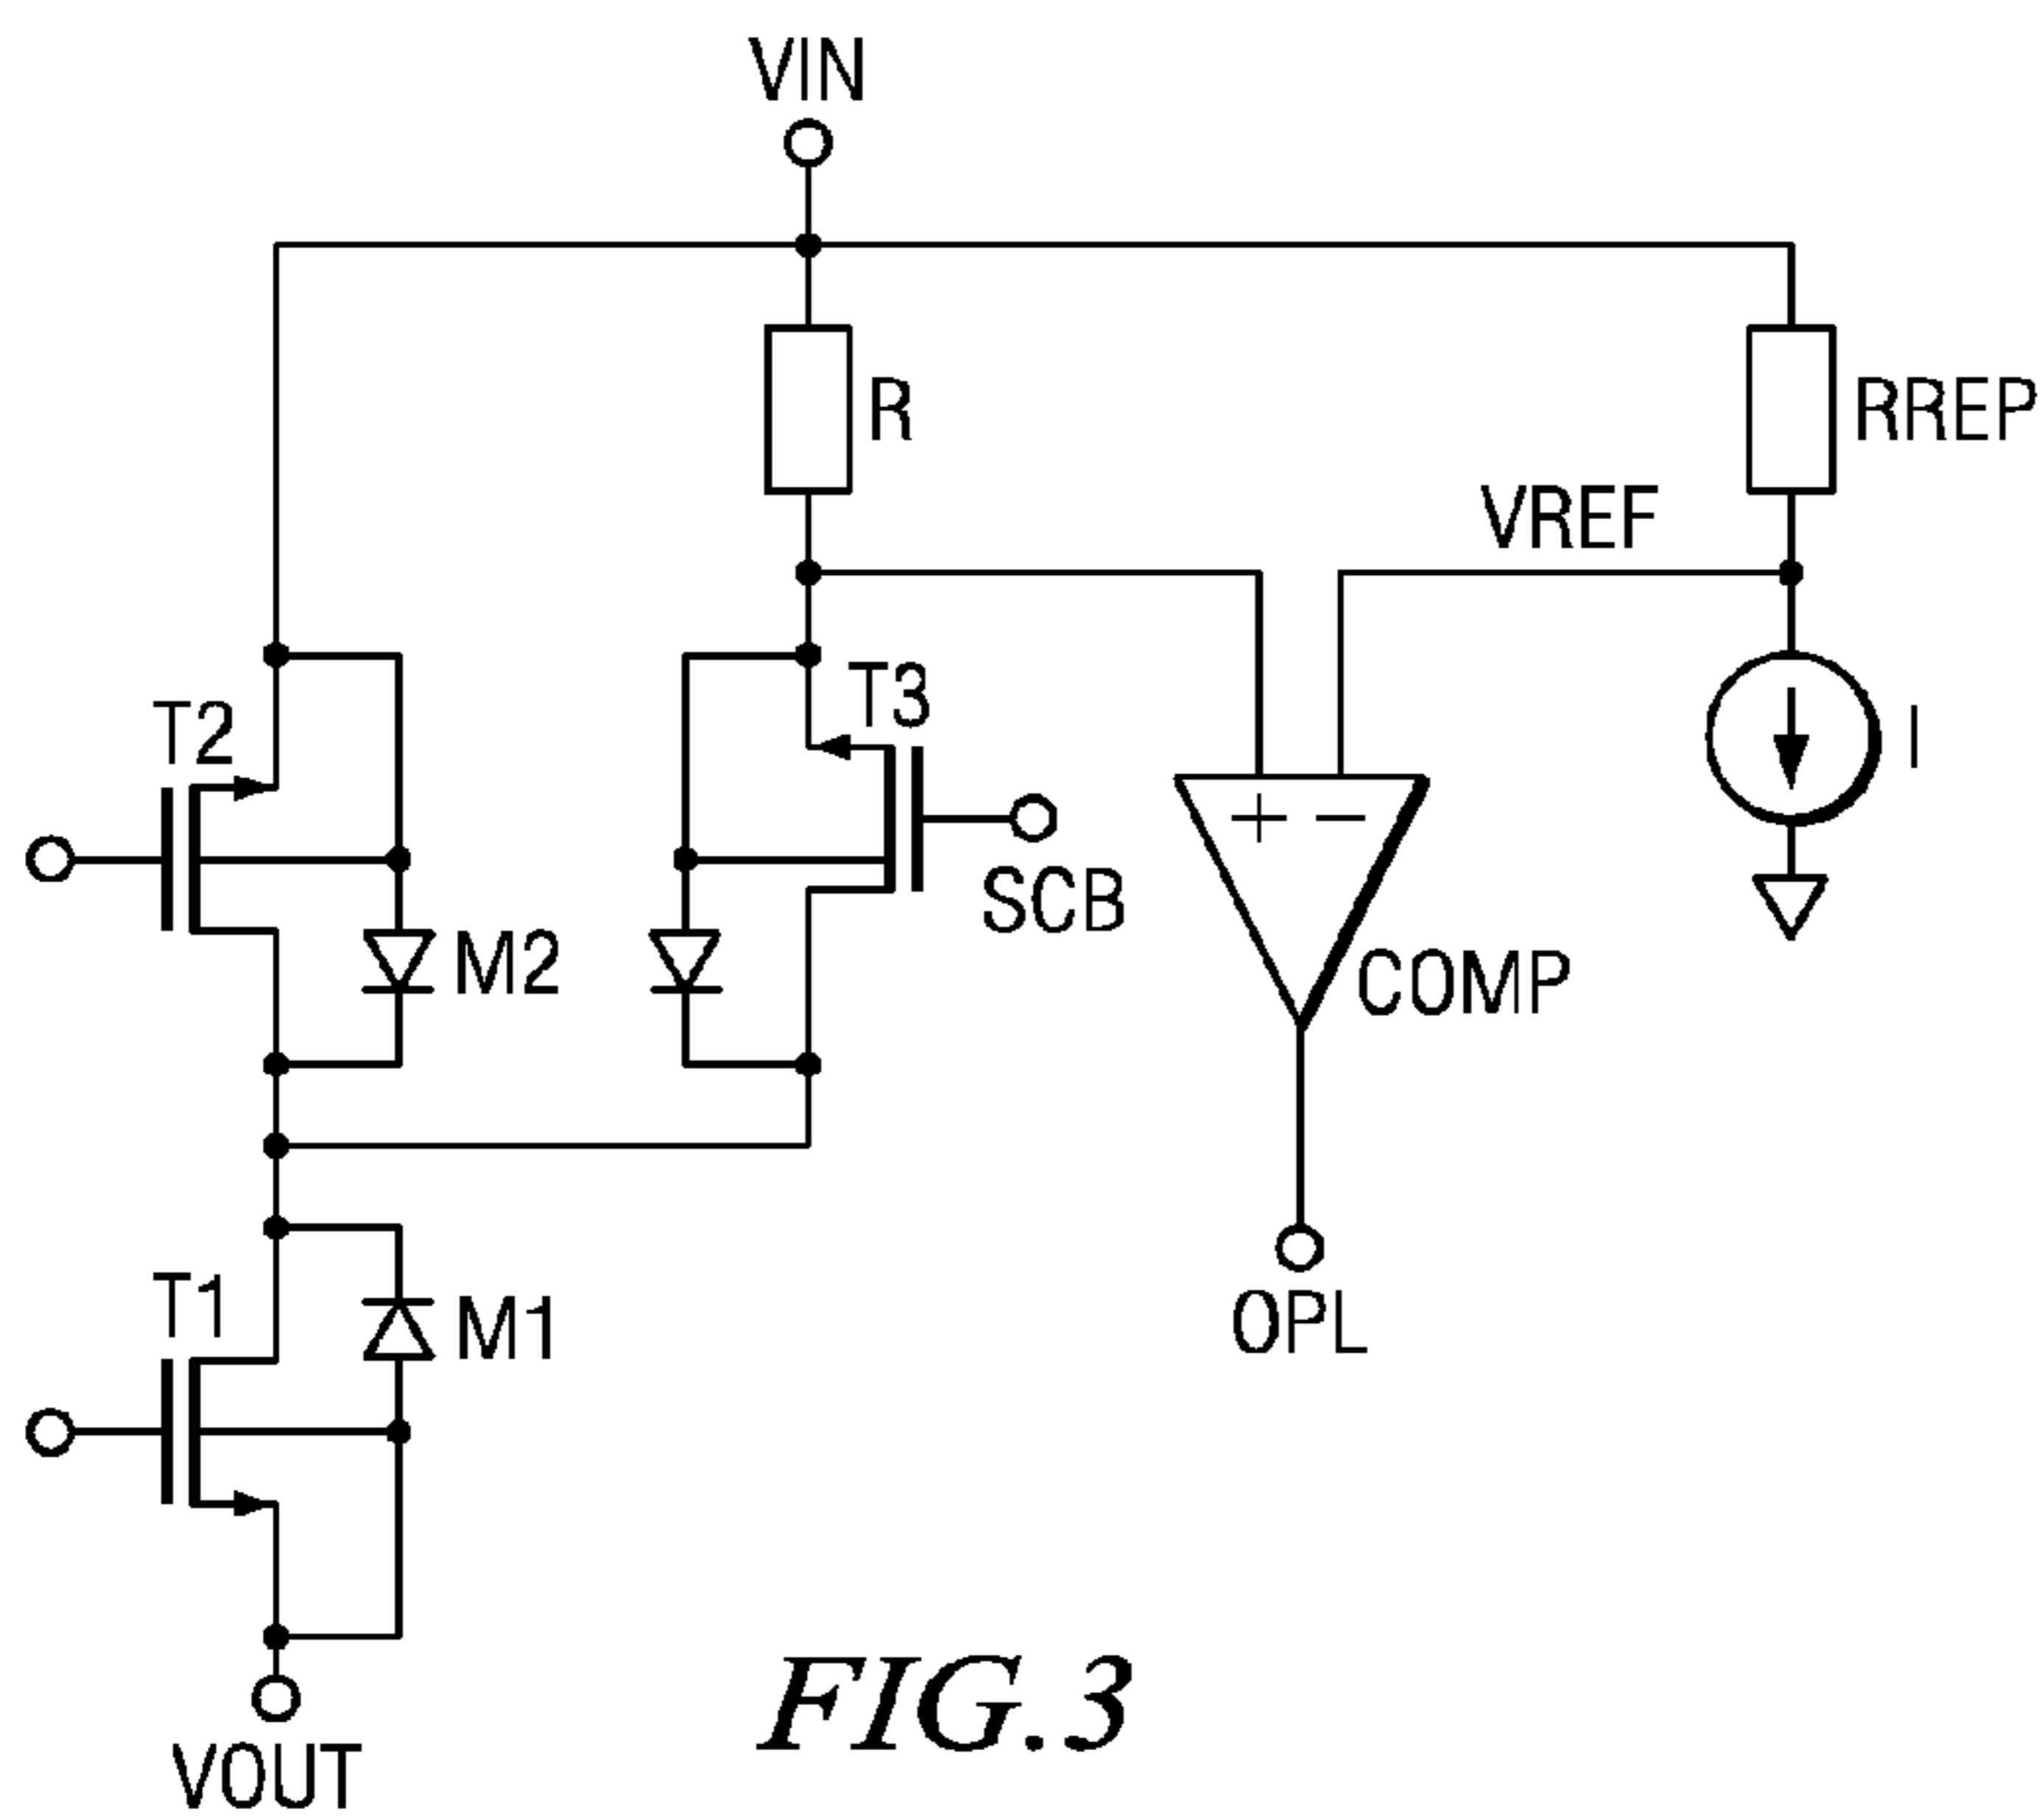 VIN
R
RREP
VREF
T2
T3
I
M2
SCB
+ −
COMP
T1
M1
OPL
VOUT
FIG.3